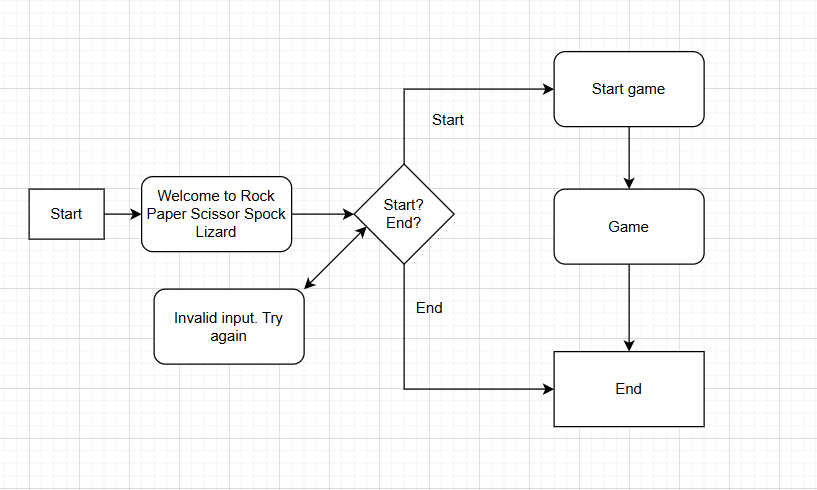 Start
Welcome to Rock
Paper Scissor Spock
Lizard
Start?
End?
Invalid input. Try
again
Start
End
Start game
Game
End